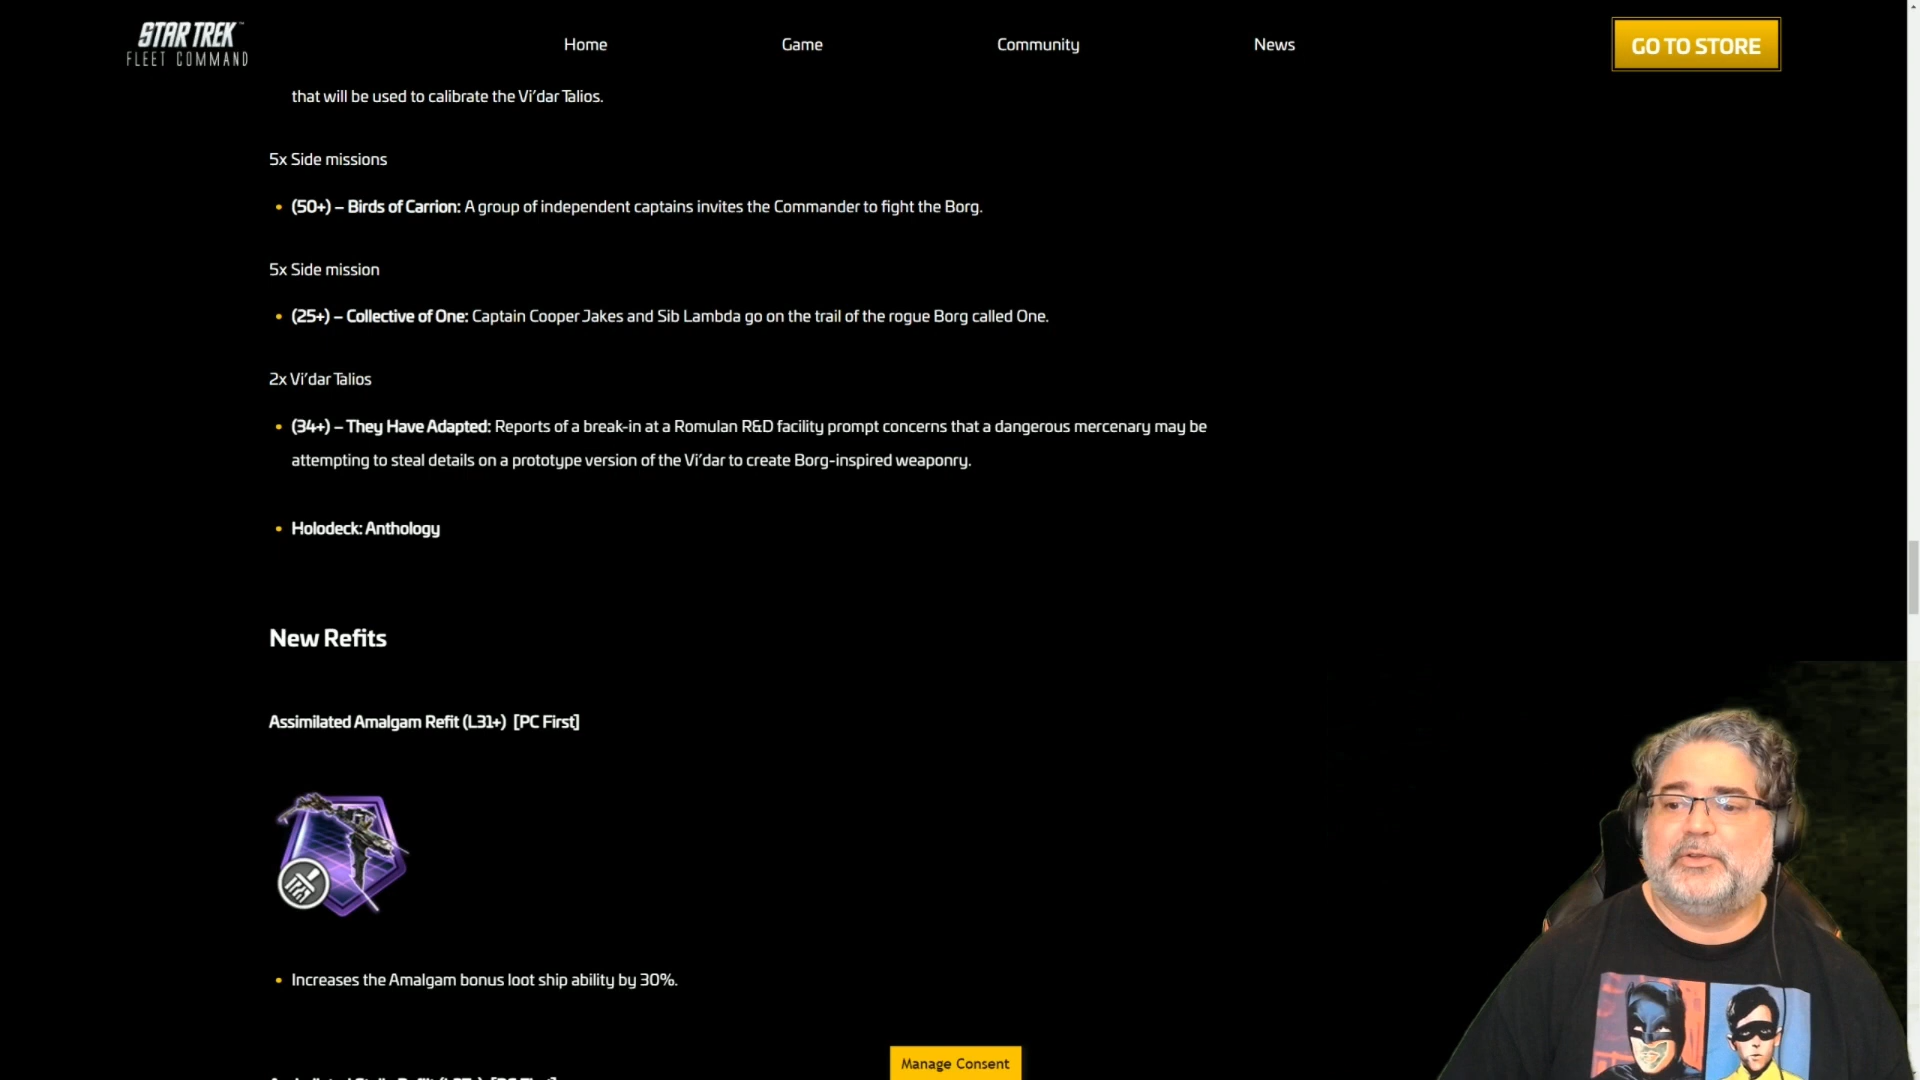 STAR TREK™
FLEET COMMAND
Home
Game
Community
News
GO TO STORE
that will be used to calibrate the Vi’dar Talios.
5x Side missions
• (50+) – Birds of Carrion: A group of independent captains invites the Commander to fight the Borg.
5x Side mission
• (25+) – Collective of One: Captain Cooper Jakes and Sib Lambda go on the trail of the rogue Borg called One.
2x Vi’dar Talios
• (34+) – They Have Adapted: Reports of a break-in at a Romulan R&D facility prompt concerns that a dangerous mercenary may be
attempting to steal details on a prototype version of the Vi’dar to create Borg-inspired weaponry.
• Holodeck: Anthology
New Refits
Assimilated Amalgam Refit (L31+) [PC First]
• Increases the Amalgam bonus loot ship ability by 30%.
Manage Consent